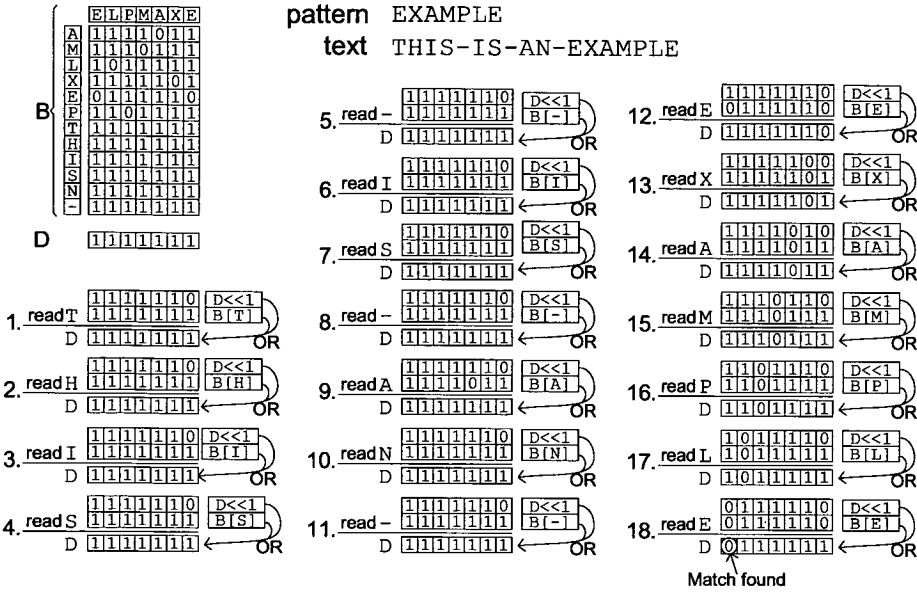 pattern EXAMPLE
text THIS-IS-AN-EXAMPLE
B
E L P M A X E
A 1 1 1 1 0 1 1
M 1 1 1 0 1 1 1
L 1 0 1 1 1 1 1
X 1 1 1 1 1 0 1
E 0 1 1 1 1 1 0
P 1 1 0 1 1 1 1
T 1 1 1 1 1 1 1
H 1 1 1 1 1 1 1
I 1 1 1 1 1 1 1
S 1 1 1 1 1 1 1
N 1 1 1 1 1 1 1
- 1 1 1 1 1 1 1
D 1 1 1 1 1 1 1
1 1 1 1 1 1 0 D<<1
1. read T 1 1 1 1 1 1 1 B[T]
D 1 1 1 1 1 1 1 OR
1 1 1 1 1 1 0 D<<1
2. read H 1 1 1 1 1 1 1 B[H]
D 1 1 1 1 1 1 1 OR
1 1 1 1 1 1 0 D<<1
3. read I 1 1 1 1 1 1 1 B[I]
D 1 1 1 1 1 1 1 OR
1 1 1 1 1 1 0 D<<1
4. read S 1 1 1 1 1 1 1 B[S]
D 1 1 1 1 1 1 1 OR
1 1 1 1 1 1 0 D<<1
5. read - 1 1 1 1 1 1 1 B[-]
D 1 1 1 1 1 1 1 OR
1 1 1 1 1 1 0 D<<1
6. read I 1 1 1 1 1 1 1 B[I]
D 1 1 1 1 1 1 1 OR
1 1 1 1 1 1 0 D<<1
7. read S 1 1 1 1 1 1 1 B[S]
D 1 1 1 1 1 1 1 OR
1 1 1 1 1 1 0 D<<1
8. read - 1 1 1 1 1 1 1 B[-]
D 1 1 1 1 1 1 1 OR
1 1 1 1 1 1 0 D<<1
9. read A 1 1 1 1 0 1 1 B[A]
D 1 1 1 1 1 1 1 OR
1 1 1 1 1 1 0 D<<1
10. read N 1 1 1 1 1 1 1 B[N]
D 1 1 1 1 1 1 1 OR
1 1 1 1 1 1 0 D<<1
11. read - 1 1 1 1 1 1 1 B[-]
D 1 1 1 1 1 1 1 OR
1 1 1 1 1 1 0 D<<1
12. read E 0 1 1 1 1 1 0 B[E]
D 1 1 1 1 1 1 0 OR
1 1 1 1 1 0 0 D<<1
13. read X 1 1 1 1 1 0 1 B[X]
D 1 1 1 1 1 0 1 OR
1 1 1 1 0 1 0 D<<1
14. read A 1 1 1 1 0 1 1 B[A]
D 1 1 1 1 0 1 1 OR
1 1 1 0 1 1 0 D<<1
15. read M 1 1 1 0 1 1 1 B[M]
D 1 1 1 0 1 1 1 OR
1 1 0 1 1 1 0 D<<1
16. read P 1 1 0 1 1 1 1 B[P]
D 1 1 0 1 1 1 1 OR
1 0 1 1 1 1 0 D<<1
17. read L 1 0 1 1 1 1 1 B[L]
D 1 0 1 1 1 1 1 OR
0 1 1 1 1 1 0 D<<1
18. read E 0 1 1 1 1 1 0 B[E]
D 0 1 1 1 1 1 1 OR
Match found